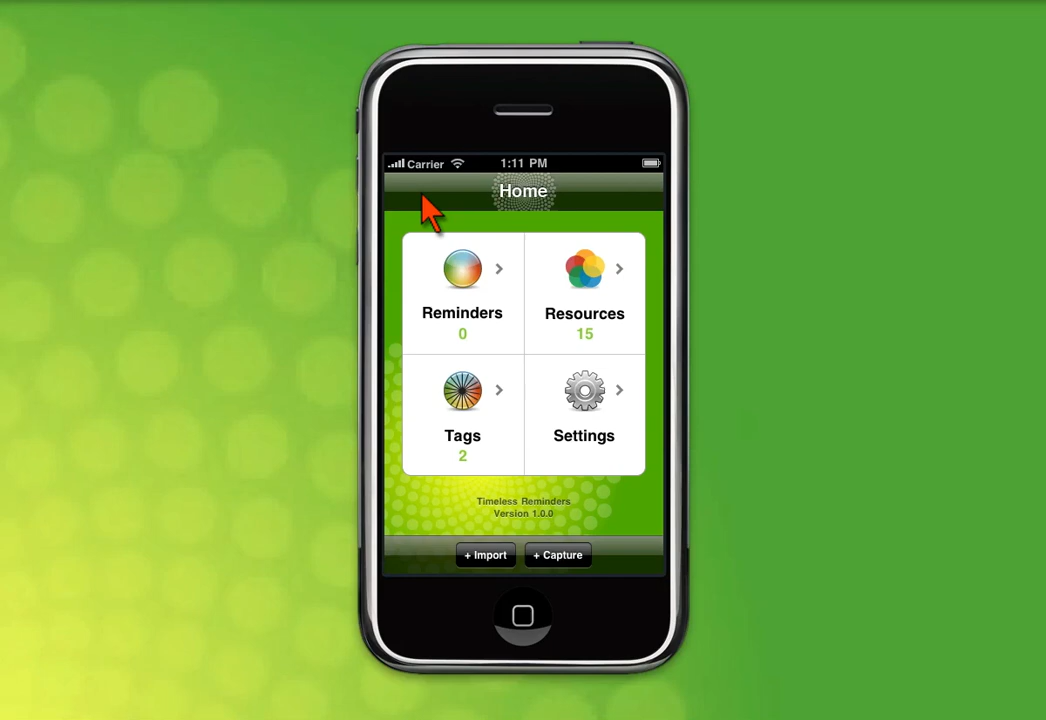 Carrier 1:11 PM
Home
Reminders
0
Resources
15
Tags
2
Settings
Timeless Reminders
Version 1.0.0
+ Import + Capture